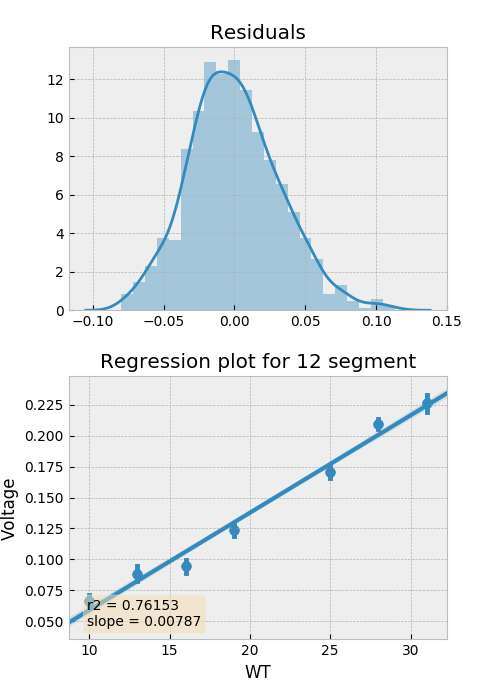 Residuals
12
10
8
6
4
2
0
−0.10 −0.05 0.00 0.05 0.10 0.15
Regression plot for 12 segment
0.225
0.200
0.175
0.150
0.125
0.100
0.075
0.050
Voltage
r2 = 0.76153
slope = 0.00787
10 15 20 25 30
WT